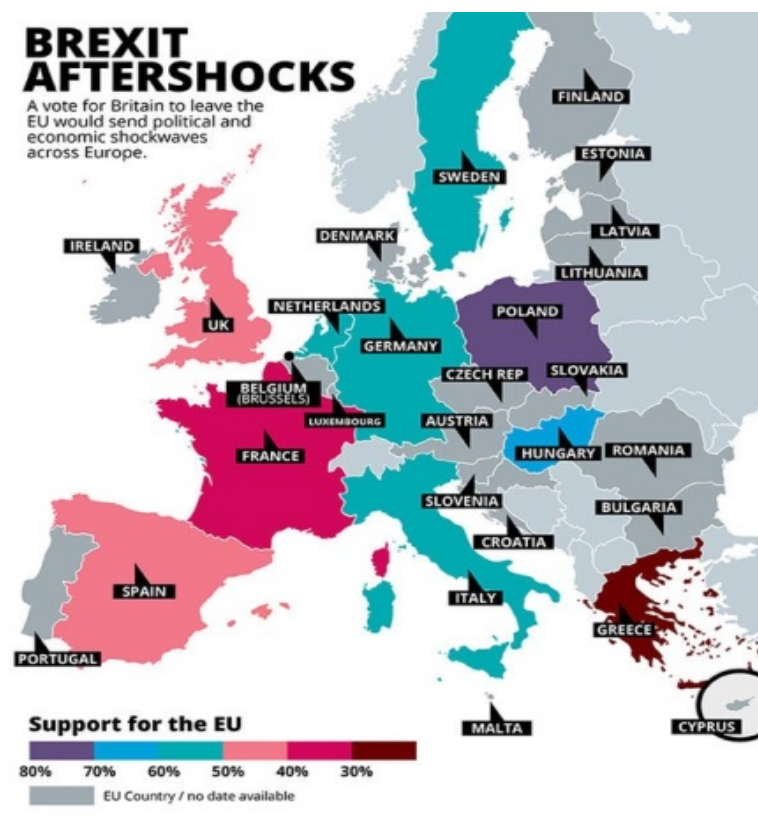 BREXIT
AFTERSHOCKS
A vote for Britain to leave the
EU would send political and
economic shockwaves
across Europe.
FINLAND
ESTONIA
SWEDEN
LATVIA
DENMARK
IRELAND
LITHUANIA
NETHERLANDS
POLAND
UK
GERMANY
SLOVAKIA
CZECH REP
BELGIUM
(BRUSSELS)
LUXEMBOURG
AUSTRIA
FRANCE
HUNGARY
ROMANIA
SLOVENIA
BULGARIA
CROATIA
SPAIN
ITALY
GREECE
PORTUGAL
MALTA
CYPRUS
Support for the EU
80% 70% 60% 50% 40% 30%
EU Country / no date available